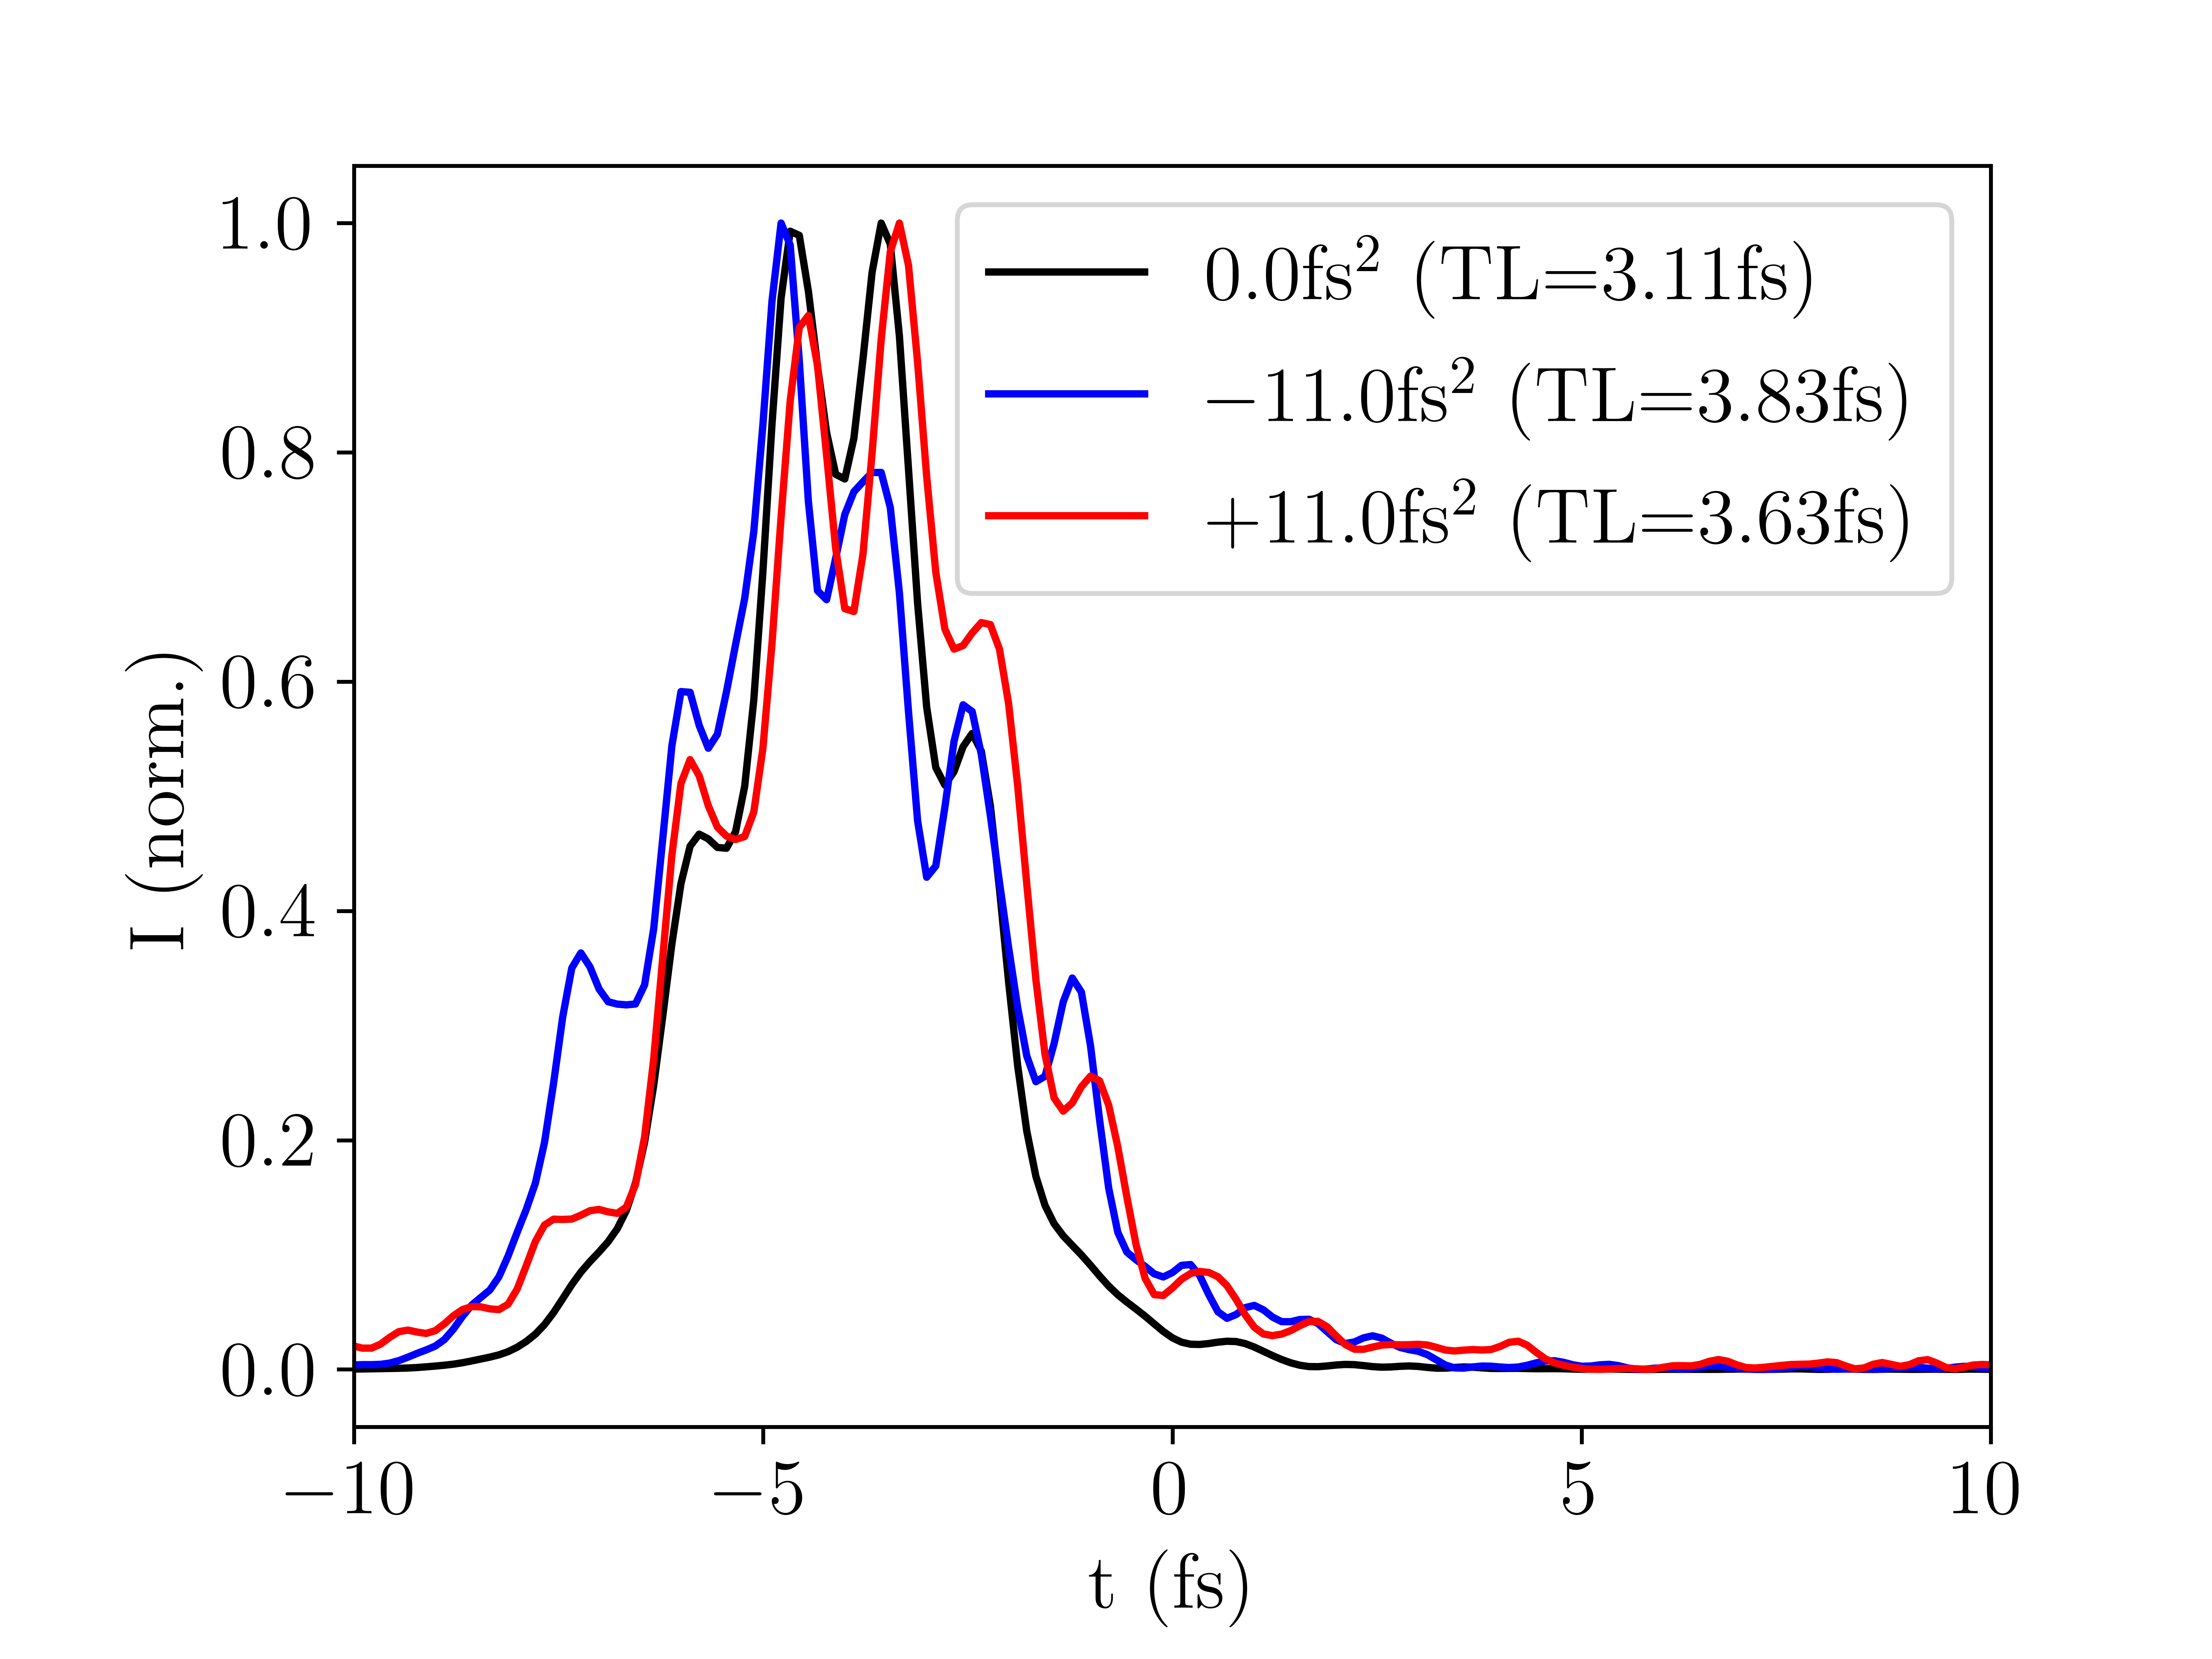 1.0
0.8
0.6
0.4
0.2
0.0
I (norm.)
−10
−5
0
5
10
t (fs)
0.0fs² (TL=3.11fs)
−11.0fs² (TL=3.83fs)
+11.0fs² (TL=3.63fs)